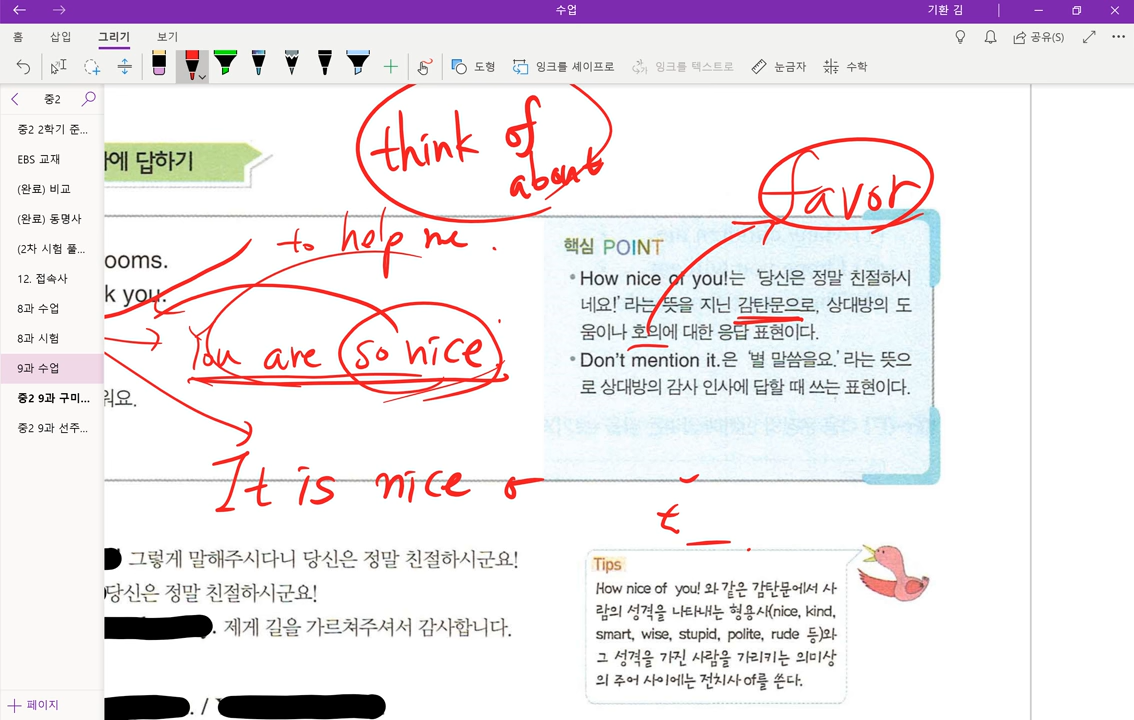 수업
기환 김
홈 삽입 그리기 보기
공유(S)
도형 잉크를 셰이프로 잉크를 텍스트로 눈금자 수학
중2
중2 2학기 준...
EBS 교재
(완료) 비교
(완료) 동명사
(2차 시험 풀...
12. 접속사
8과 수업
8과 시험
9과 수업
중2 9과 구미...
중2 9과 선주...
페이지
think of
about
favor
에 답하기
to help me.
ooms.
k you.
You are so nice.
워요.
It is nice o
t
핵심 POINT
• How nice of you!는 '당신은 정말 친절하시
네요!' 라는 뜻을 지닌 감탄문으로, 상대방의 도
움이나 호의에 대한 응답 표현이다.
• Don't mention it.은 '별 말씀을요.' 라는 뜻으
로 상대방의 감사 인사에 답할 때 쓰는 표현이다.
그렇게 말해주시다니 당신은 정말 친절하시군요!
당신은 정말 친절하시군요!
. 제게 길을 가르쳐주셔서 감사합니다.
. /
Tips
How nice of you! 와 같은 감탄문에서 사
람의 성격을 나타내는 형용사(nice, kind,
smart, wise, stupid, polite, rude 등)와
그 성격을 가진 사람을 가리키는 의미상
의 주어 사이에는 전치사 of를 쓴다.